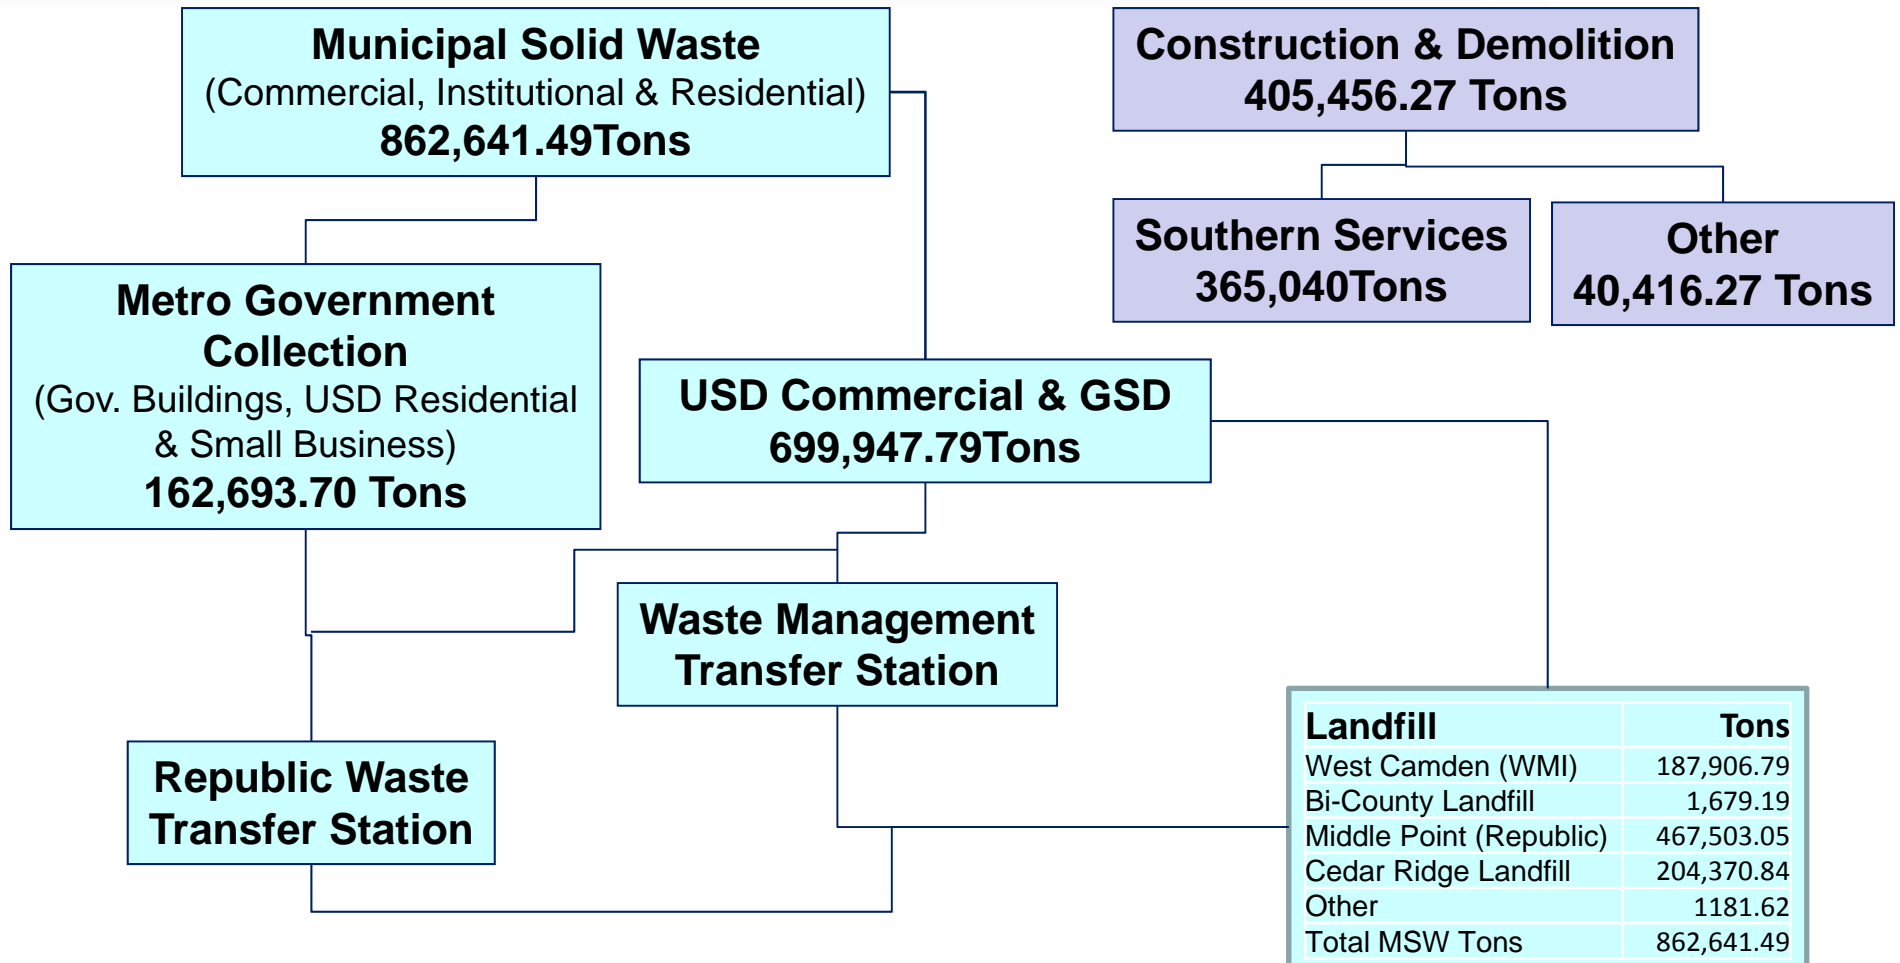 Municipal Solid Waste
(Commercial, Institutional & Residential)
862,641.49Tons
Construction & Demolition
405,456.27 Tons
Southern Services
365,040Tons
Other
40,416.27 Tons
Metro Government
Collection
(Gov. Buildings, USD Residential
& Small Business)
162,693.70 Tons
USD Commercial & GSD
699,947.79Tons
Waste Management
Transfer Station
Republic Waste
Transfer Station
Landfill Tons
West Camden (WMI) 187,906.79
Bi-County Landfill 1,679.19
Middle Point (Republic) 467,503.05
Cedar Ridge Landfill 204,370.84
Other 1181.62
Total MSW Tons 862,641.49